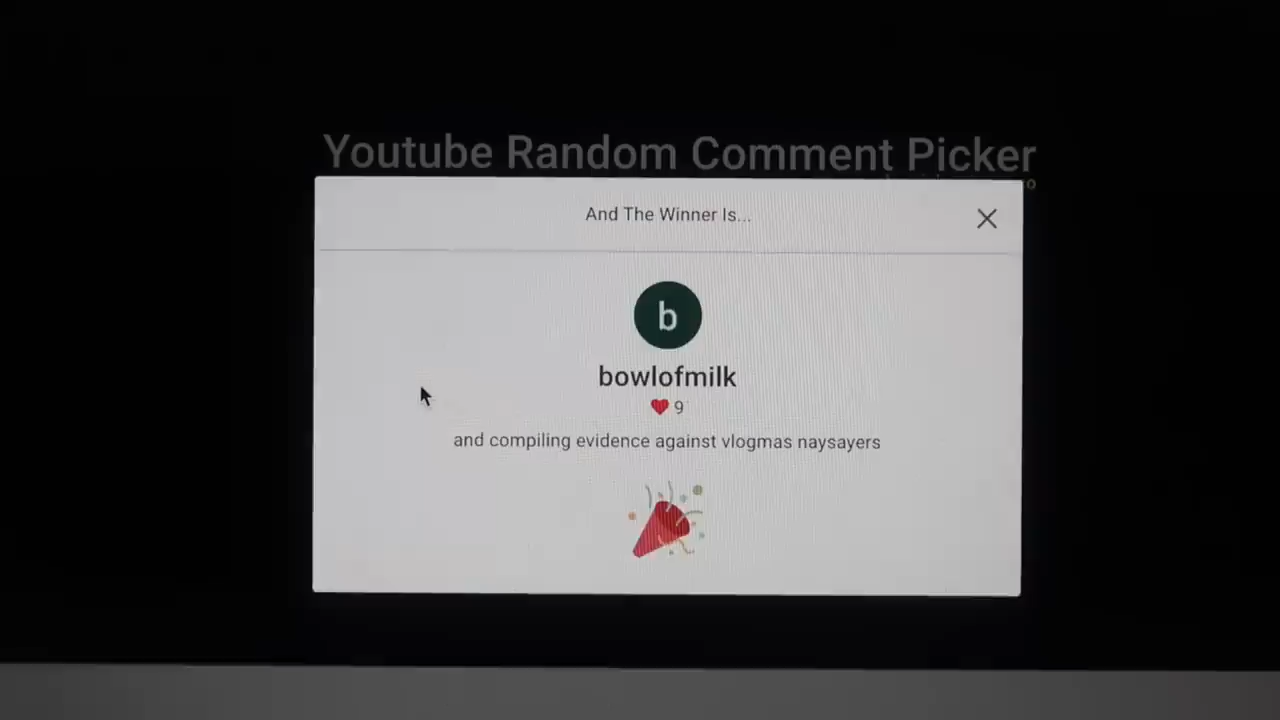 Youtube Random Comment Picker
And The Winner Is...
b
bowlofmilk
9
and compiling evidence against vlogmas naysayers